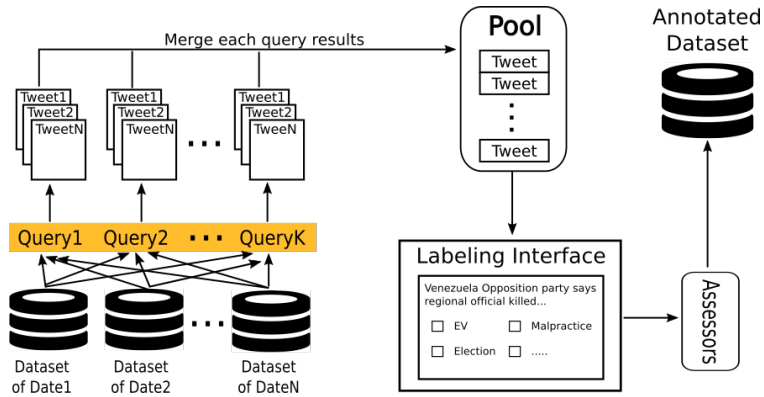 Merge each query results
Tweet1
Tweet2
TweetN
Tweet1
Tweet2
TweetN
...
Tweet1
Tweet2
TweeN
Query1 Query2 ... QueryK
...
Dataset
of Date1
Dataset
of Date2
Dataset
of DateN
Pool
Tweet
Tweet
Tweet
Labeling Interface
Venezuela Opposition party says
regional official killed...
EV Malpractice
Election .....
Assessors
Annotated
Dataset